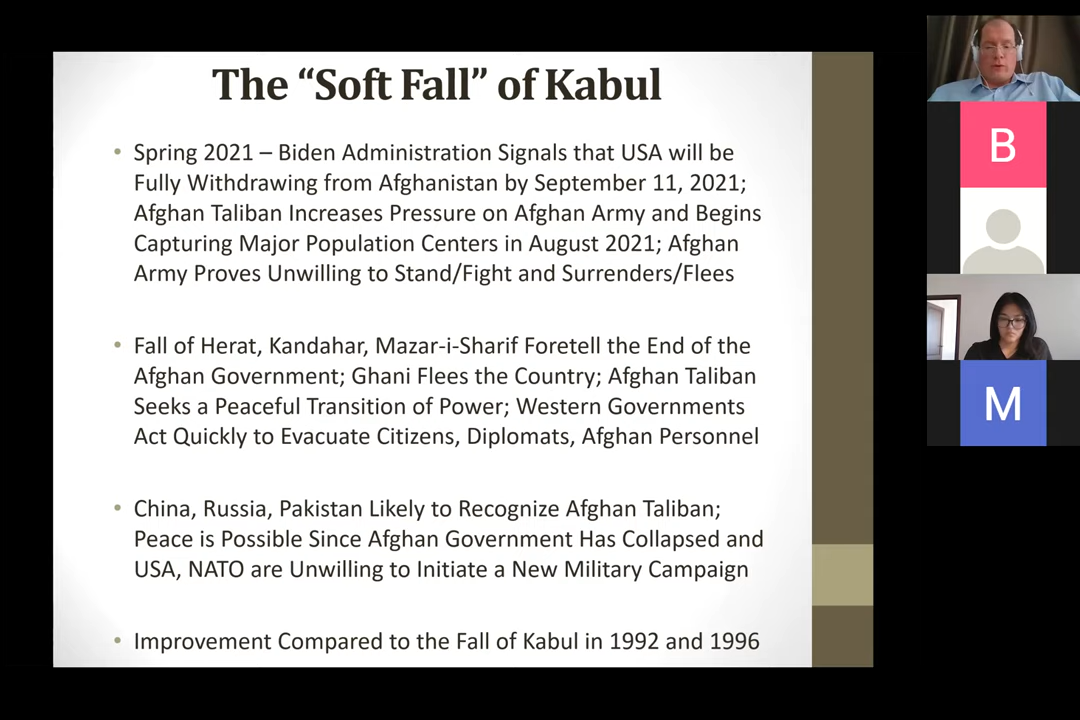 The “Soft Fall” of Kabul
• Spring 2021 – Biden Administration Signals that USA will be
Fully Withdrawing from Afghanistan by September 11, 2021;
Afghan Taliban Increases Pressure on Afghan Army and Begins
Capturing Major Population Centers in August 2021; Afghan
Army Proves Unwilling to Stand/Fight and Surrenders/Flees
• Fall of Herat, Kandahar, Mazar-i-Sharif Foretell the End of the
Afghan Government; Ghani Flees the Country; Afghan Taliban
Seeks a Peaceful Transition of Power; Western Governments
Act Quickly to Evacuate Citizens, Diplomats, Afghan Personnel
• China, Russia, Pakistan Likely to Recognize Afghan Taliban;
Peace is Possible Since Afghan Government Has Collapsed and
USA, NATO are Unwilling to Initiate a New Military Campaign
• Improvement Compared to the Fall of Kabul in 1992 and 1996
B
M